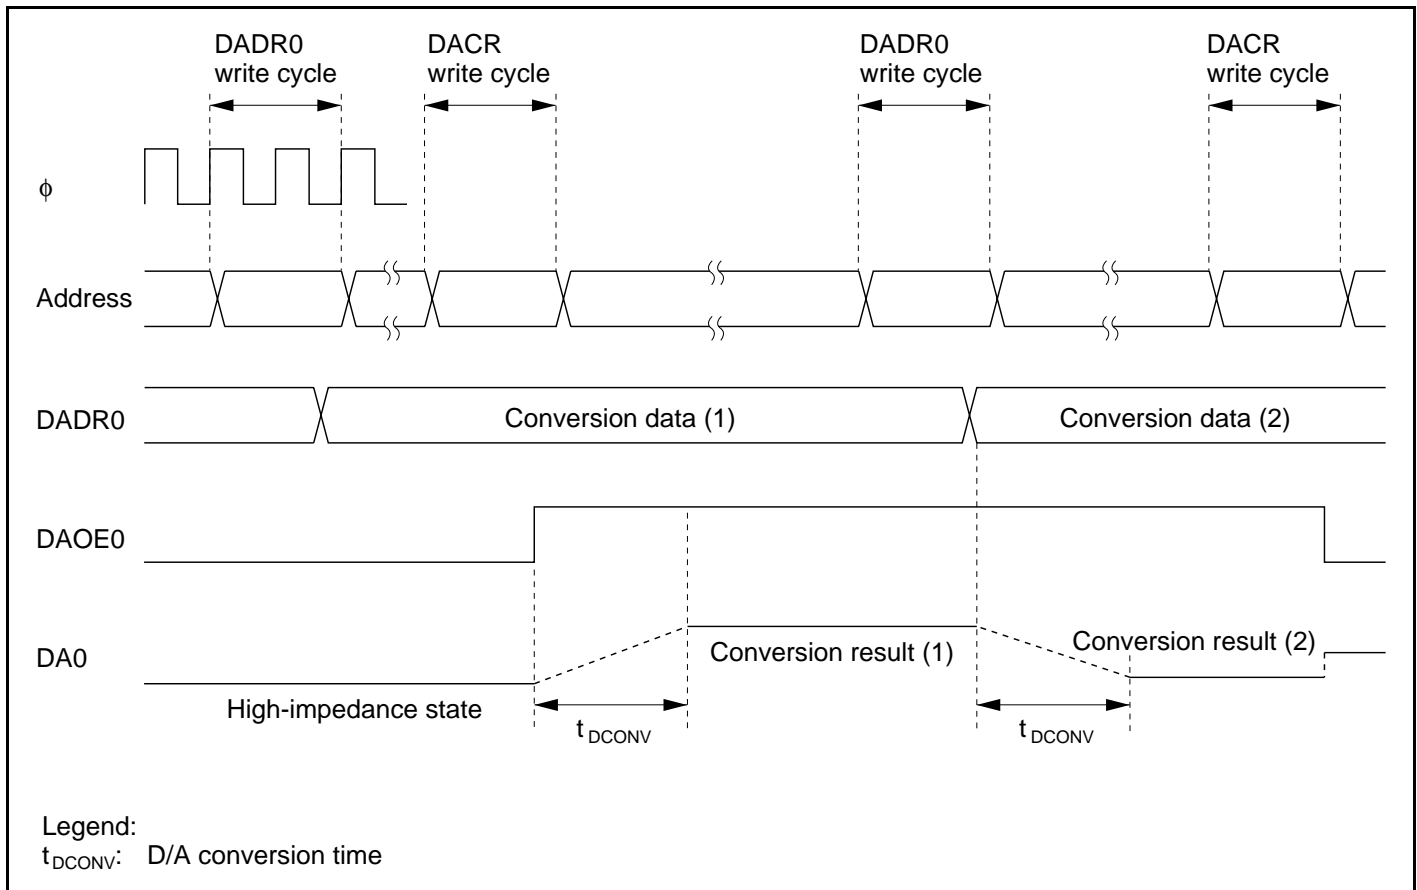 DADR0
write cycle
DACR
write cycle
DADR0
write cycle
DACR
write cycle
ϕ
Address
DADR0
Conversion data (1)
Conversion data (2)
DAOE0
DA0
Conversion result (1)
Conversion result (2)
High-impedance state
t DCONV
t DCONV
Legend:
tDCONV: D/A conversion time